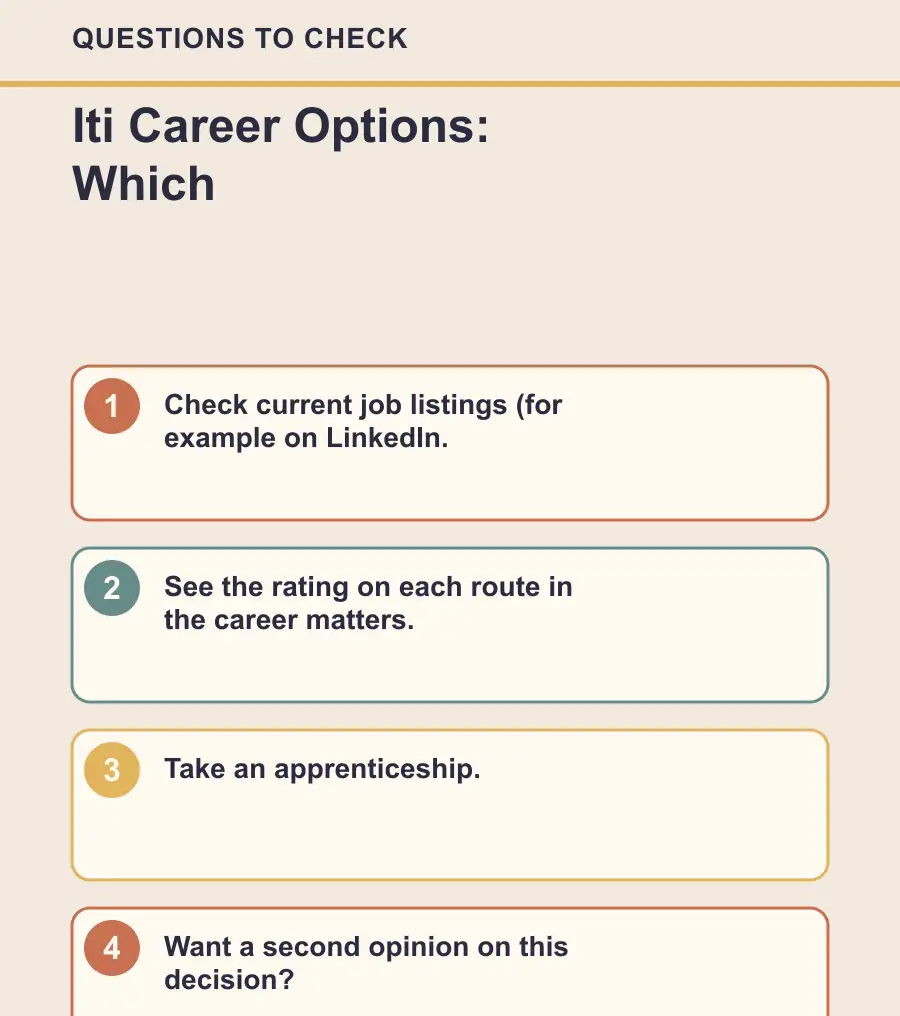 QUESTIONS TO CHECK
Iti Career Options:
Which
1
Check current job listings (for
example on LinkedIn.
2
See the rating on each route in
the career matters.
3
Take an apprenticeship.
4
Want a second opinion on this
decision?